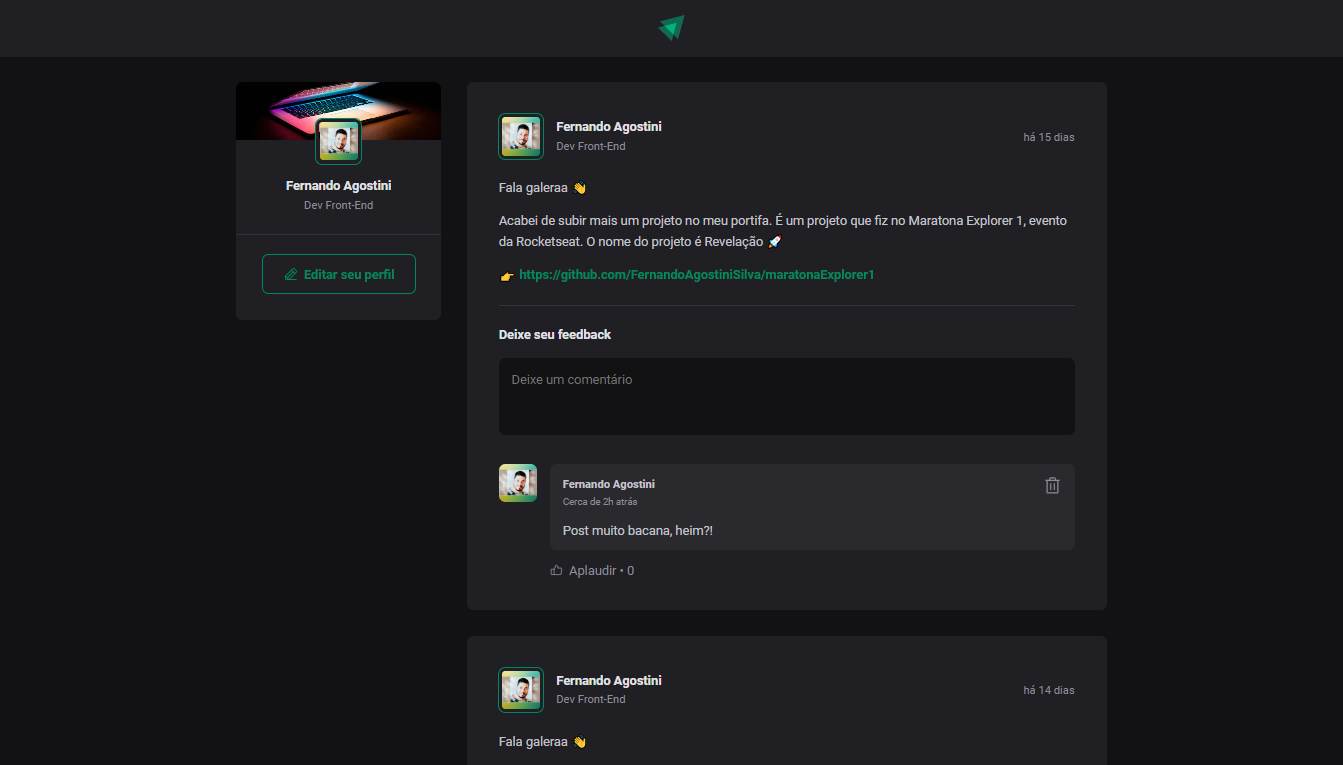 Fernando Agostini
Dev Front-End
Editar seu perfil
Fernando Agostini
Dev Front-End
há 15 dias
Fala galeraa 👋
Acabei de subir mais um projeto no meu portifa. É um projeto que fiz no Maratona Explorer 1, evento
da Rocketseat. O nome do projeto é Revelação 🚀
👉 https://github.com/FernandoAgostiniSilva/maratonaExplorer1
Deixe seu feedback
Deixe um comentário
Fernando Agostini
Cerca de 2h atrás
Post muito bacana, heim?!
Aplaudir • 0
Fernando Agostini
Dev Front-End
há 14 dias
Fala galeraa 👋